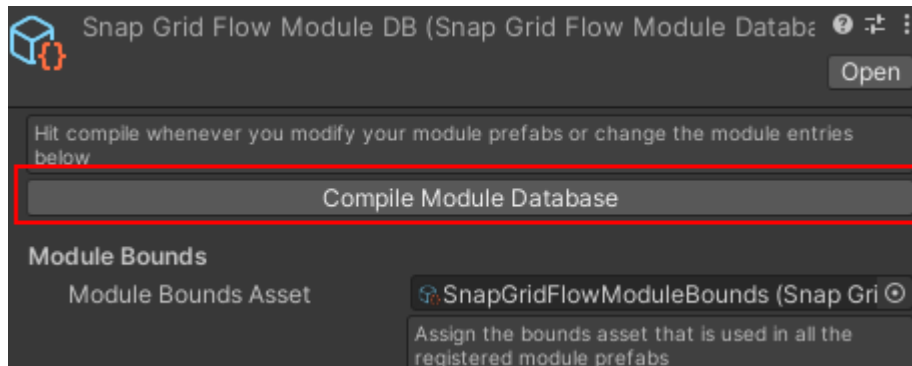 Snap Grid Flow Module DB (Snap Grid Flow Module Databa
Open
Hit compile whenever you modify your module prefabs or change the module entries
below
Compile Module Database
Module Bounds
Module Bounds Asset
SnapGridFlowModuleBounds (Snap Gri
Assign the bounds asset that is used in all the
registered module prefabs